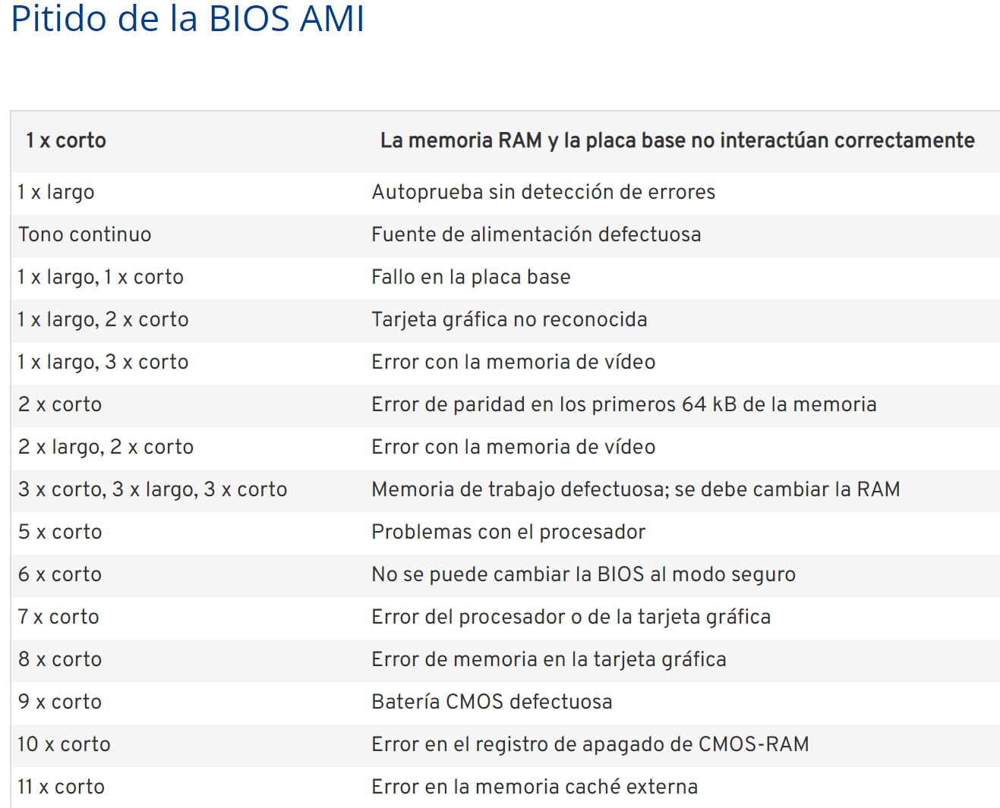 Pitido de la BIOS AMI
1 x corto La memoria RAM y la placa base no interactúan correctamente
1 x largo Autoprueba sin detección de errores
Tono continuo Fuente de alimentación defectuosa
1 x largo, 1 x corto Fallo en la placa base
1 x largo, 2 x corto Tarjeta gráfica no reconocida
1 x largo, 3 x corto Error con la memoria de vídeo
2 x corto Error de paridad en los primeros 64 kB de la memoria
2 x largo, 2 x corto Error con la memoria de vídeo
3 x corto, 3 x largo, 3 x corto Memoria de trabajo defectuosa; se debe cambiar la RAM
5 x corto Problemas con el procesador
6 x corto No se puede cambiar la BIOS al modo seguro
7 x corto Error del procesador o de la tarjeta gráfica
8 x corto Error de memoria en la tarjeta gráfica
9 x corto Batería CMOS defectuosa
10 x corto Error en el registro de apagado de CMOS-RAM
11 x corto Error en la memoria caché externa